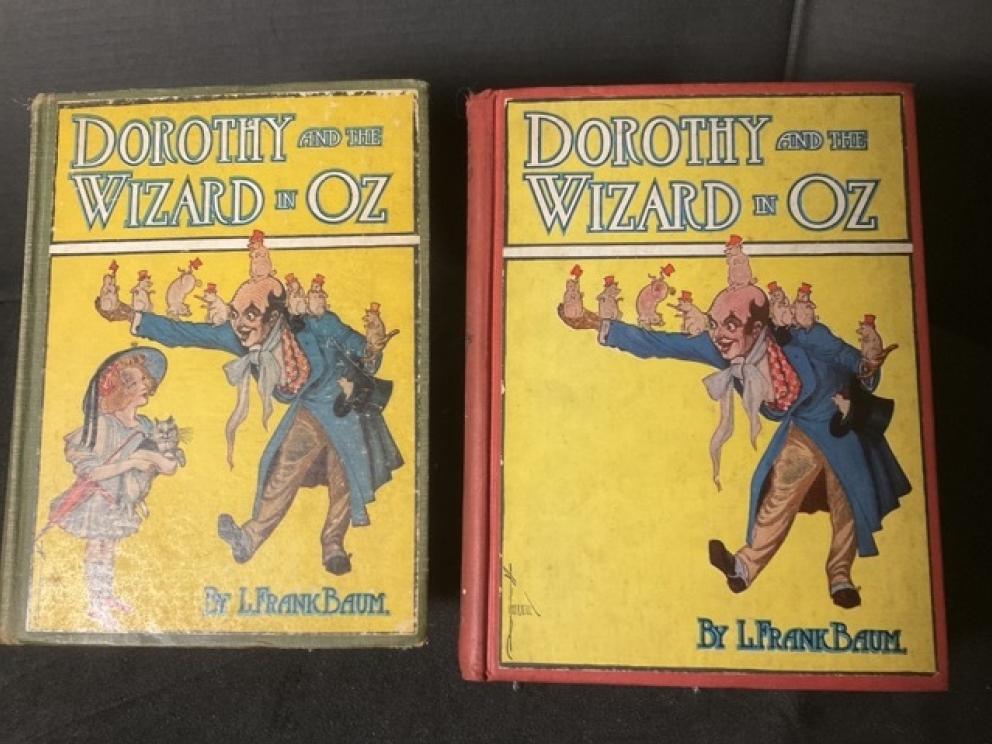 DOROTHY AND THE
WIZARD IN OZ
BY L. FRANK BAUM.
DOROTHY AND THE
WIZARD IN OZ
BY L. FRANK BAUM.